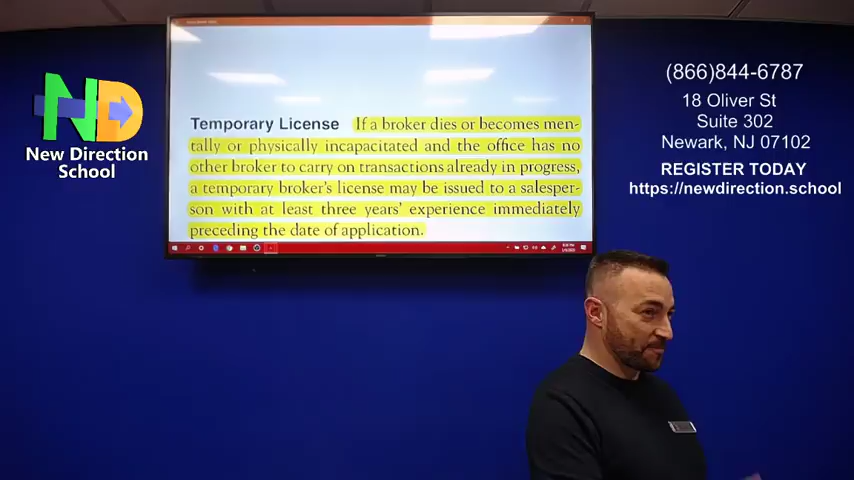 ND
New Direction
School
Temporary License If a broker dies or becomes men-
tally or physically incapacitated and the office has no
other broker to carry on transactions already in progress,
a temporary broker's license may be issued to a salesper-
son with at least three years' experience immediately
preceding the date of application.
(866)844-6787
18 Oliver St
Suite 302
Newark, NJ 07102
REGISTER TODAY
https://newdirection.school